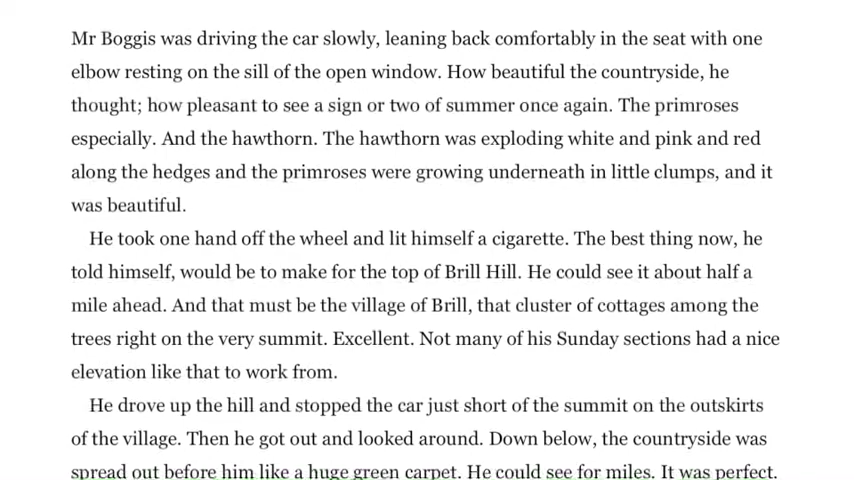 Mr Boggis was driving the car slowly, leaning back comfortably in the seat with one
elbow resting on the sill of the open window. How beautiful the countryside, he
thought; how pleasant to see a sign or two of summer once again. The primroses
especially. And the hawthorn. The hawthorn was exploding white and pink and red
along the hedges and the primroses were growing underneath in little clumps, and it
was beautiful.
He took one hand off the wheel and lit himself a cigarette. The best thing now, he
told himself, would be to make for the top of Brill Hill. He could see it about half a
mile ahead. And that must be the village of Brill, that cluster of cottages among the
trees right on the very summit. Excellent. Not many of his Sunday sections had a nice
elevation like that to work from.
He drove up the hill and stopped the car just short of the summit on the outskirts
of the village. Then he got out and looked around. Down below, the countryside was
spread out before him like a huge green carpet. He could see for miles. It was perfect.